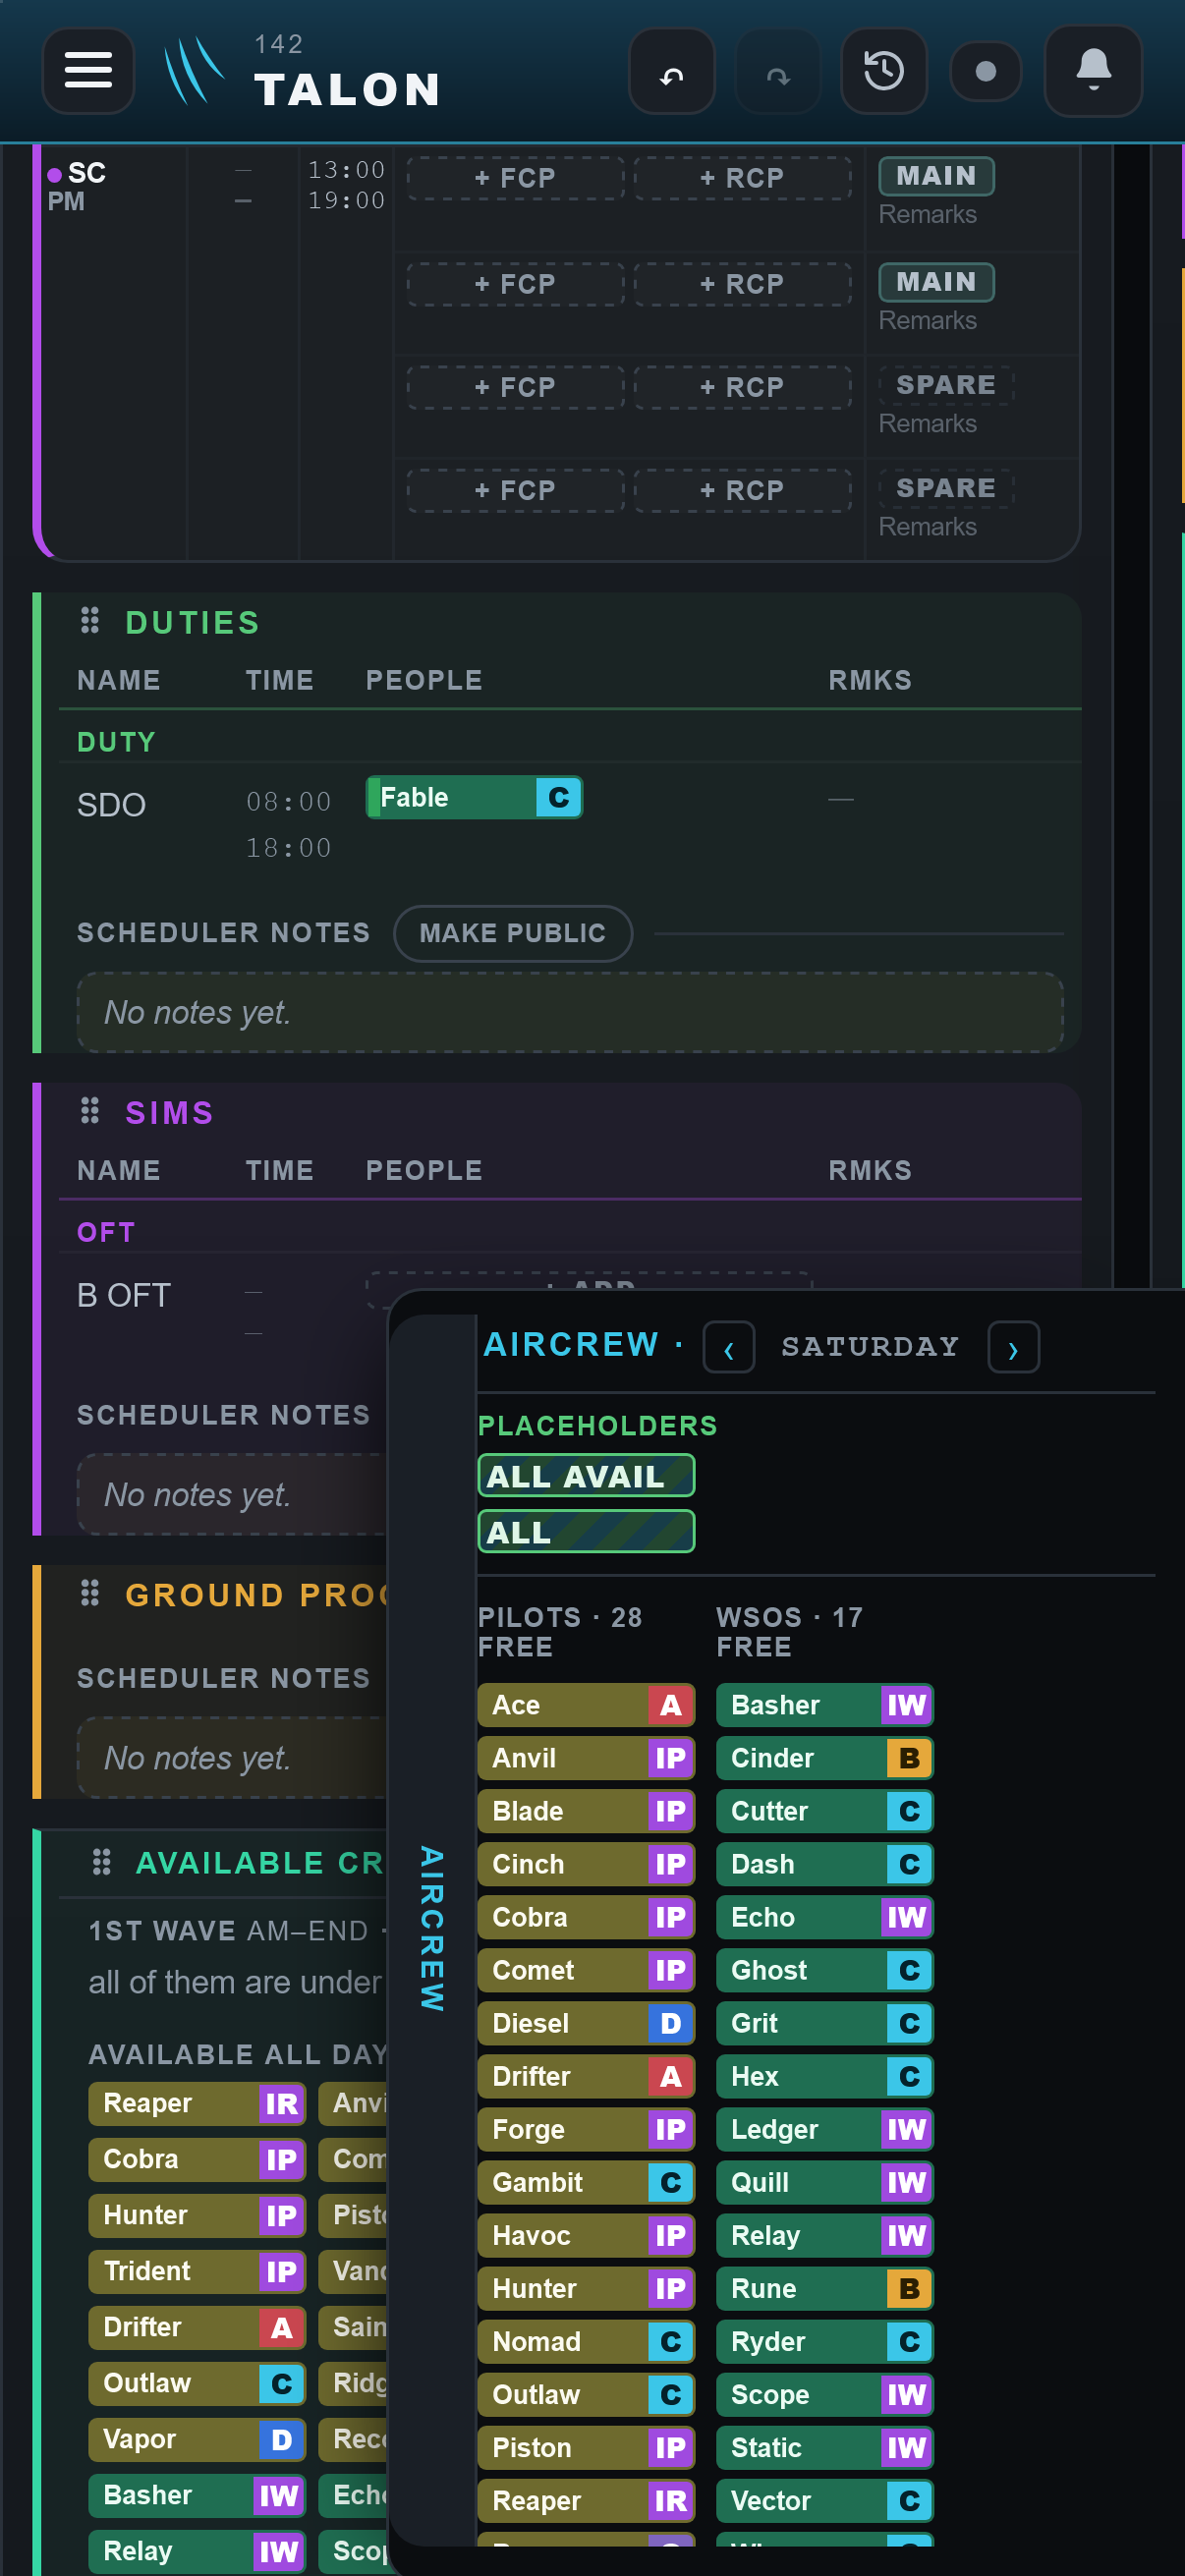 142
TALON
SC
PM
—
—
13:00
19:00
+ FCP
+ RCP
MAIN
Remarks
+ FCP
+ RCP
MAIN
Remarks
+ FCP
+ RCP
SPARE
Remarks
+ FCP
+ RCP
SPARE
Remarks
DUTIES
NAME TIME PEOPLE RMKS
DUTY
SDO
08:00
18:00
Fable C
—
SCHEDULER NOTES MAKE PUBLIC
No notes yet.
SIMS
NAME TIME PEOPLE RMKS
OFT
B OFT
—
—
SCHEDULER NOTES
No notes yet.
GROUND
SCHEDULER NOTES
No notes yet.
AVAILABLE
1ST WAVE AM–END
all of them are under
AVAILABLE ALL DAY
Reaper IR
Cobra IP
Hunter IP
Trident IP
Drifter A
Outlaw C
Vapor D
Basher IW
Relay IW
AIRCREW
AIRCREW · ‹ SATURDAY ›
PLACEHOLDERS
ALL AVAIL
ALL
PILOTS · 28
FREE
Ace A
Anvil IP
Blade IP
Cinch IP
Cobra IP
Comet IP
Diesel D
Drifter A
Forge IP
Gambit C
Havoc IP
Hunter IP
Nomad C
Outlaw C
Piston IP
Reaper IR
WSOS · 17
FREE
Basher IW
Cinder B
Cutter C
Dash C
Echo IW
Ghost C
Grit C
Hex C
Ledger IW
Quill IW
Relay IW
Rune B
Ryder C
Scope IW
Static IW
Vector C